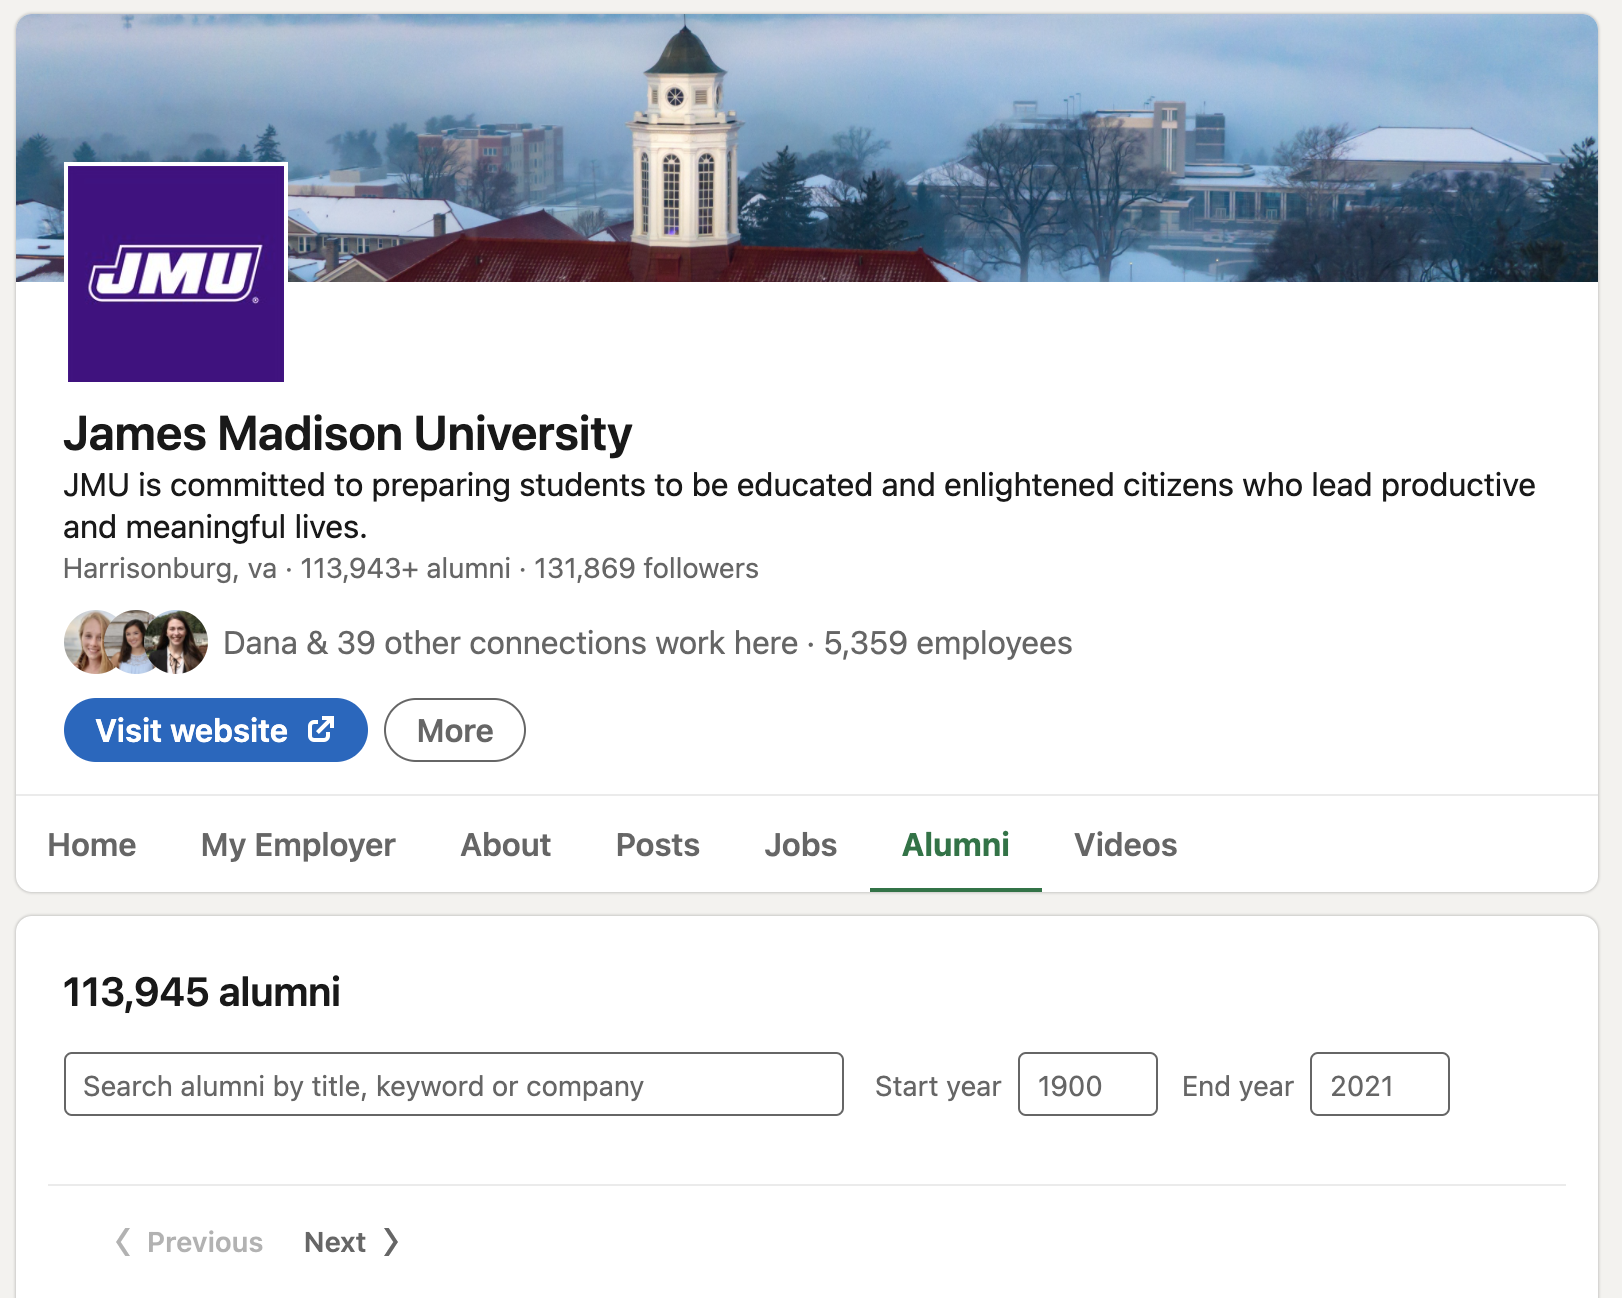 JMU
James Madison University
JMU is committed to preparing students to be educated and enlightened citizens who lead productive
and meaningful lives.
Harrisonburg, va · 113,943+ alumni · 131,869 followers
Dana & 39 other connections work here · 5,359 employees
Visit website
More
Home My Employer About Posts Jobs Alumni Videos
113,945 alumni
Search alumni by title, keyword or company Start year 1900 End year 2021
Previous Next